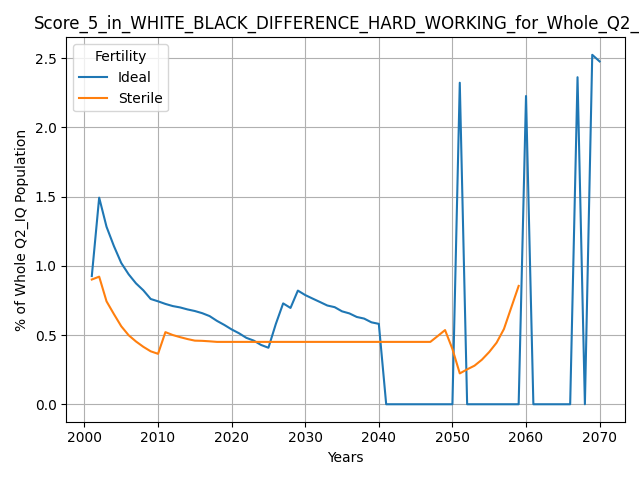 Score_5_in_WHITE_BLACK_DIFFERENCE_HARD_WORKING_for_Whole_Q2_
Fertility
Ideal
Sterile
2.5
2.0
1.5
1.0
0.5
0.0
% of Whole Q2_IQ Population
2000 2010 2020 2030 2040 2050 2060 2070
Years